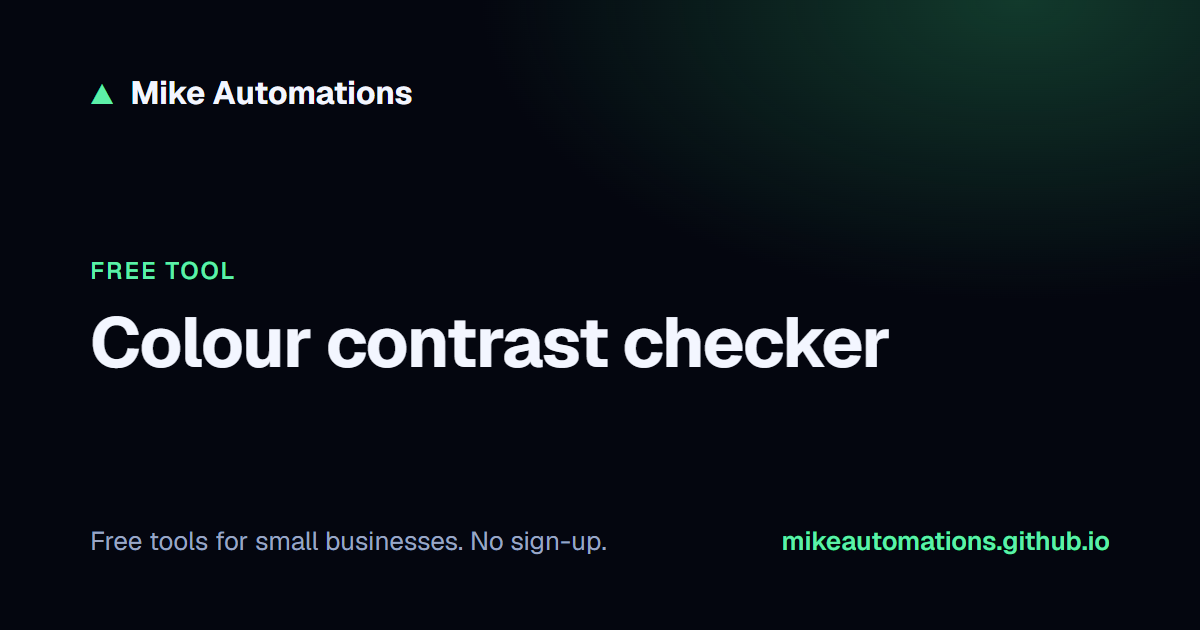 Mike Automations
FREE TOOL
Colour contrast checker
Free tools for small businesses. No sign-up.
mikeautomations.github.io